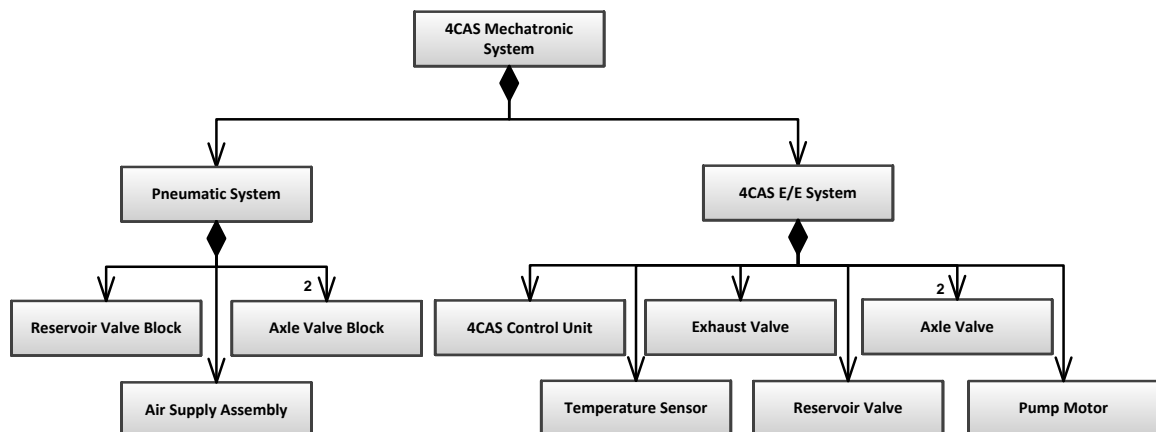 4CAS Mechatronic
System
Pneumatic System
4CAS E/E System
2
2
Reservoir Valve Block
Axle Valve Block
4CAS Control Unit
Exhaust Valve
Axle Valve
Air Supply Assembly
Temperature Sensor
Reservoir Valve
Pump Motor